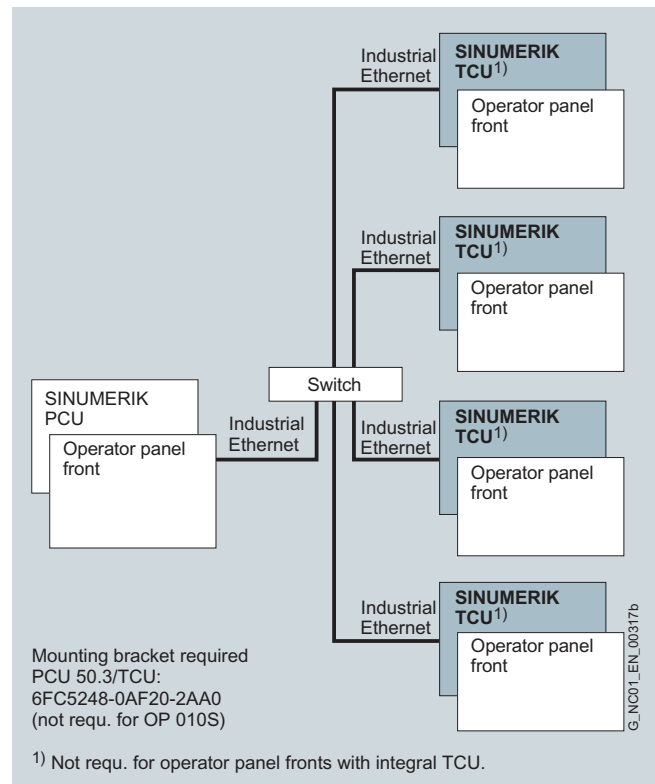 Industrial
Ethernet
SINUMERIK
TCU1)
Operator panel
front
Industrial
Ethernet
SINUMERIK
TCU1)
Operator panel
front
Switch
SINUMERIK
PCU
Operator panel
front
Industrial
Ethernet
Industrial
Ethernet
SINUMERIK
TCU1)
Operator panel
front
Industrial
Ethernet
SINUMERIK
TCU1)
Operator panel
front
Mounting bracket required
PCU 50.3/TCU:
6FC5248-0AF20-2AA0
(not requ. for OP 010S)
G_NC01_EN_00317b
1) Not requ. for operator panel fronts with integral TCU.